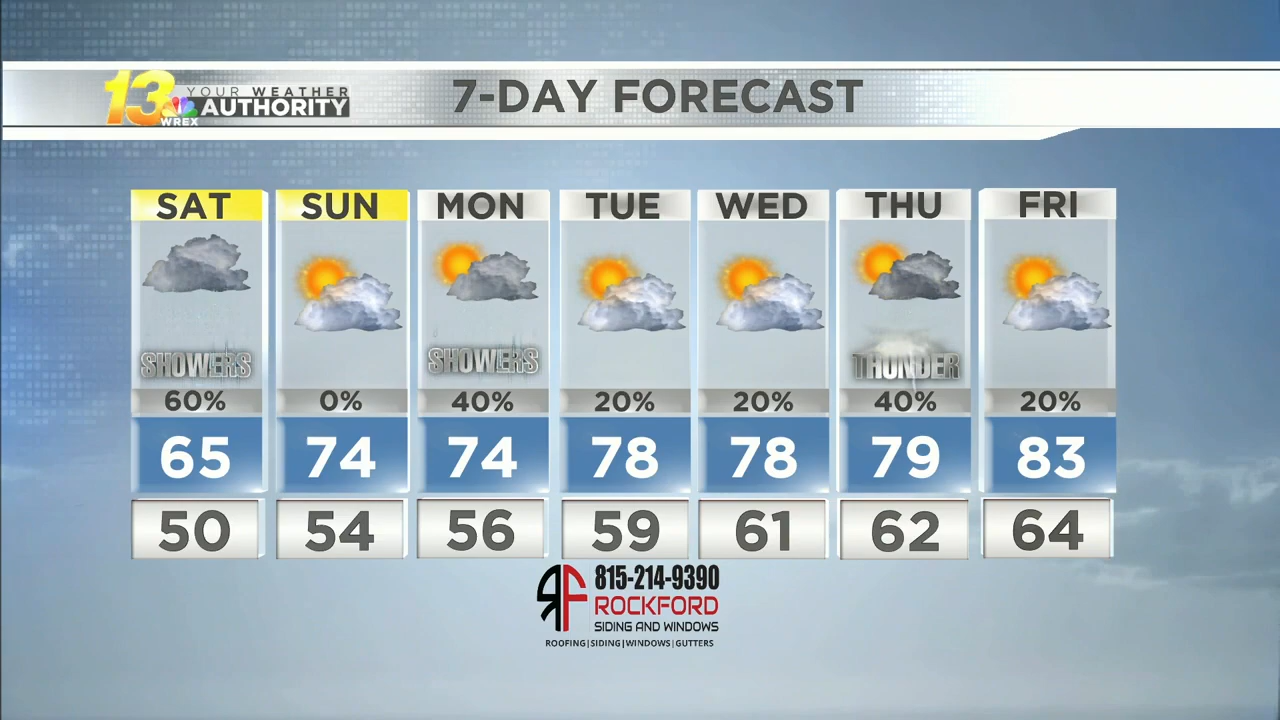 13 YOUR WEATHER
AUTHORITY
WREX
7-DAY FORECAST
SAT SUN MON TUE WED THU FRI
SHOWERS SHOWERS THUNDER
60% 0% 40% 20% 20% 40% 20%
65 74 74 78 78 79 83
50 54 56 59 61 62 64
815-214-9390
RF ROCKFORD
SIDING AND WINDOWS
ROOFING|SIDING|WINDOWS|GUTTERS